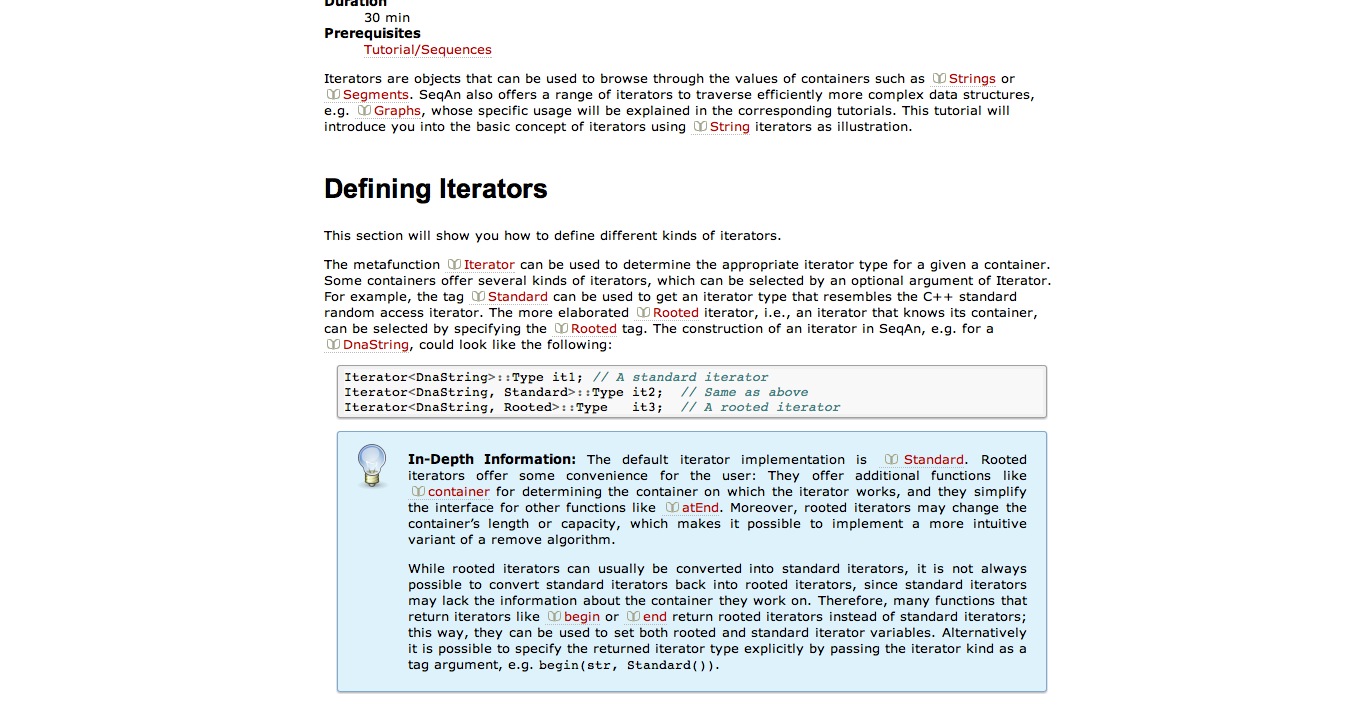 Duration
30 min
Prerequisites
Tutorial/Sequences
Iterators are objects that can be used to browse through the values of containers such as Strings or
Segments. SeqAn also offers a range of iterators to traverse efficiently more complex data structures,
e.g. Graphs, whose specific usage will be explained in the corresponding tutorials. This tutorial will
introduce you into the basic concept of iterators using String iterators as illustration.
Defining Iterators
This section will show you how to define different kinds of iterators.
The metafunction Iterator can be used to determine the appropriate iterator type for a given a container.
Some containers offer several kinds of iterators, which can be selected by an optional argument of Iterator.
For example, the tag Standard can be used to get an iterator type that resembles the C++ standard
random access iterator. The more elaborated Rooted iterator, i.e., an iterator that knows its container,
can be selected by specifying the Rooted tag. The construction of an iterator in SeqAn, e.g. for a
DnaString, could look like the following:
Iterator<DnaString>::Type it1; // A standard iterator
Iterator<DnaString, Standard>::Type it2;  // Same as above
Iterator<DnaString, Rooted>::Type   it3;  // A rooted iterator
In-Depth Information: The default iterator implementation is Standard. Rooted
iterators offer some convenience for the user: They offer additional functions like
container for determining the container on which the iterator works, and they simplify
the interface for other functions like atEnd. Moreover, rooted iterators may change the
container’s length or capacity, which makes it possible to implement a more intuitive
variant of a remove algorithm.
While rooted iterators can usually be converted into standard iterators, it is not always
possible to convert standard iterators back into rooted iterators, since standard iterators
may lack the information about the container they work on. Therefore, many functions that
return iterators like begin or end return rooted iterators instead of standard iterators;
this way, they can be used to set both rooted and standard iterator variables. Alternatively
it is possible to specify the returned iterator type explicitly by passing the iterator kind as a
tag argument, e.g. begin(str, Standard()).